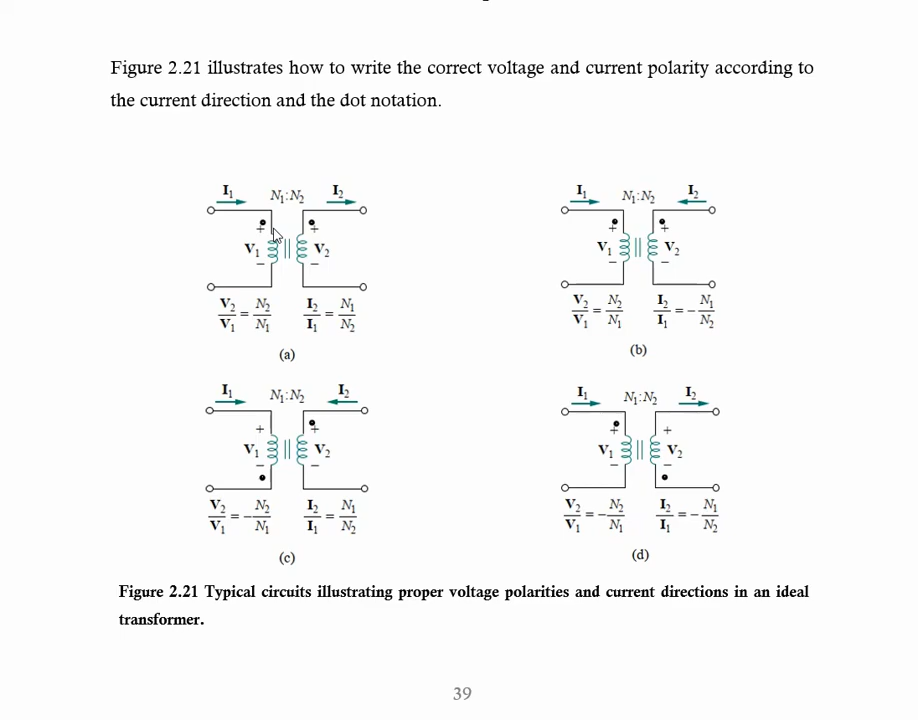 Figure 2.21 illustrates how to write the correct voltage and current polarity according to
the current direction and the dot notation.
I₁ N₁:N₂ I₂
+ +
V₁ V₂
– –
V₂/V₁ = N₂/N₁ I₂/I₁ = N₁/N₂
(a)
I₁ N₁:N₂ I₂
+ +
V₁ V₂
– –
V₂/V₁ = N₂/N₁ I₂/I₁ = –N₁/N₂
(b)
I₁ N₁:N₂ I₂
+ +
V₁ V₂
– –
V₂/V₁ = –N₂/N₁ I₂/I₁ = N₁/N₂
(c)
I₁ N₁:N₂ I₂
+ +
V₁ V₂
– –
V₂/V₁ = –N₂/N₁ I₂/I₁ = –N₁/N₂
(d)
Figure 2.21 Typical circuits illustrating proper voltage polarities and current directions in an ideal
transformer.
39